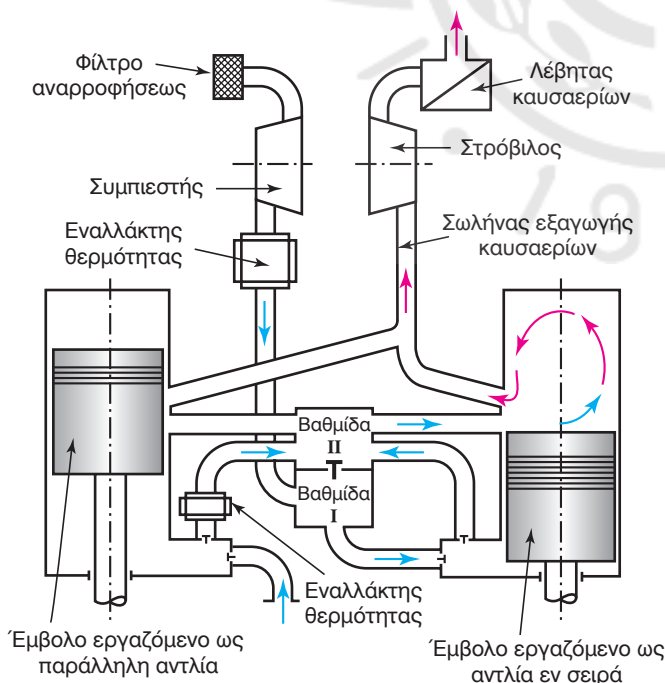 Φίλτρο
αναρροφήσεως
Λέβητας
καυσαερίων
Στρόβιλος
Συμπιεστής
Εναλλάκτης
θερμότητας
Σωλήνας εξαγωγής
καυσαερίων
Βαθμίδα
II
Βαθμίδα
I
Εναλλάκτης
θερμότητας
Έμβολο εργαζόμενο ως
παράλληλη αντλία
Έμβολο εργαζόμενο ως
αντλία εν σειρά